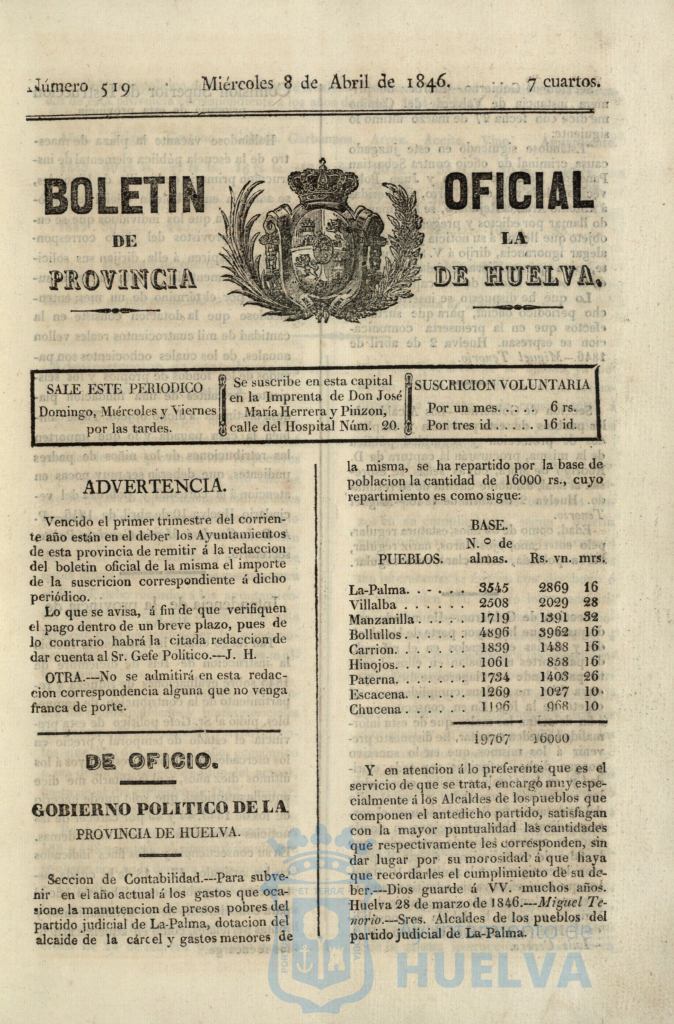 Número 519
Miércoles 8 de Abril de 1846.
7 cuartos.
BOLETIN OFICIAL
DE LA
PROVINCIA DE HUELVA.
SALE ESTE PERIODICO
Domingo, Miércoles y Viernes
por las tardes.
Se suscribe en esta capital
en la Imprenta de Don José
María Herrera y Pinzon,
calle del Hospital Núm. 20.
SUSCRICION VOLUNTARIA
Por un mes. . . . . 6 rs.
Por tres id . . . . . 16 id.
ADVERTENCIA.
Vencido el primer trimestre del corrien-
te año están en el deber los Ayuntamientos
de esta provincia de remitir á la redaccion
del boletin oficial de la misma el importe
de la suscricion correspondiente á dicho
periódico.
Lo que se avisa, á fin de que verifiquen
el pago dentro de un breve plazo, pues de
lo contrario habrá la citada redaccion de
dar cuenta al Sr. Gefe Político.—J. H.
OTRA.—No se admitirá en esta redac-
cion correspondencia alguna que no venga
franca de porte.
DE OFICIO.
GOBIERNO POLITICO DE LA
PROVINCIA DE HUELVA.
Seccion de Contabilidad.—Para subve-
nir en el año actual á los gastos que oca-
sione la manutencion de presos pobres del
partido judicial de La-Palma, dotacion del
alcaide de la cárcel y gastos menores de
la misma, se ha repartido por la base de
poblacion la cantidad de 16000 rs., cuyo
repartimiento es como sigue:
BASE.
N.º de
PUEBLOS. almas. Rs. vn. mrs.
La-Palma. . . . . . 3545 2869 16
Villalba . . . . . . 2508 2029 28
Manzanilla . . . . . 1719 1391 32
Bollullos . . . . . . 4896 3962 16
Carrion. . . . . . . 1839 1488 16
Hinojos. . . . . . . 1061 858 16
Paterna. . . . . . . 1734 1403 26
Escacena. . . . . . 1269 1027 10
Chucena . . . . . . 1196 968 10
19767 16000
Y en atencion á lo preferente que es el
servicio de que se trata, encargo muy espe-
cialmente á los Alcaldes de los pueblos que
componen el antedicho partido, satisfagan
con la mayor puntualidad las cantidades
que respectivamente les corresponden, sin
dar lugar por su morosidad á que haya
que recordarles el cumplimiento de su de-
ber.—Dios guarde á VV. muchos años.
Huelva 28 de marzo de 1846.—Miguel Te-
norio.—Sres. Alcaldes de los pueblos del
partido judicial de La-Palma.
HUELVA